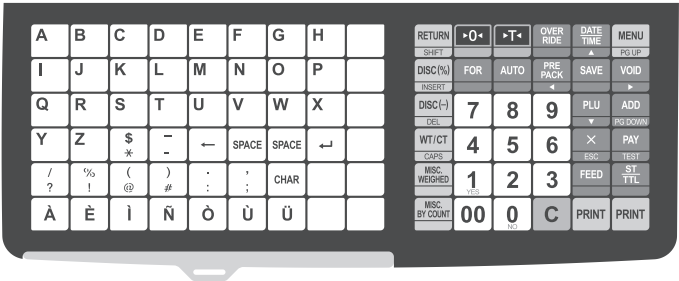 A B C D E F G H
I J K L M N O P
Q R S T U V W X
Y Z $ * – - ← SPACE SPACE ↵
/ ? % ! ( @ ) # . : , ; CHAR
À È Ì Ñ Ò Ù Ü
RETURN ▸0◂ ▸T◂ OVER RIDE DATE TIME MENU
SHIFT ▲ PG UP
DISC(%) FOR AUTO PRE PACK SAVE VOID
INSERT ◀ ▶
DISC(–) 7 8 9 PLU ADD
DEL ▼ PG DOWN
WT/CT 4 5 6 × PAY
CAPS ESC TEST
MISC. WEIGHED 1 2 3 FEED ST TTL
YES
MISC. BY COUNT 00 0 C PRINT PRINT
NO